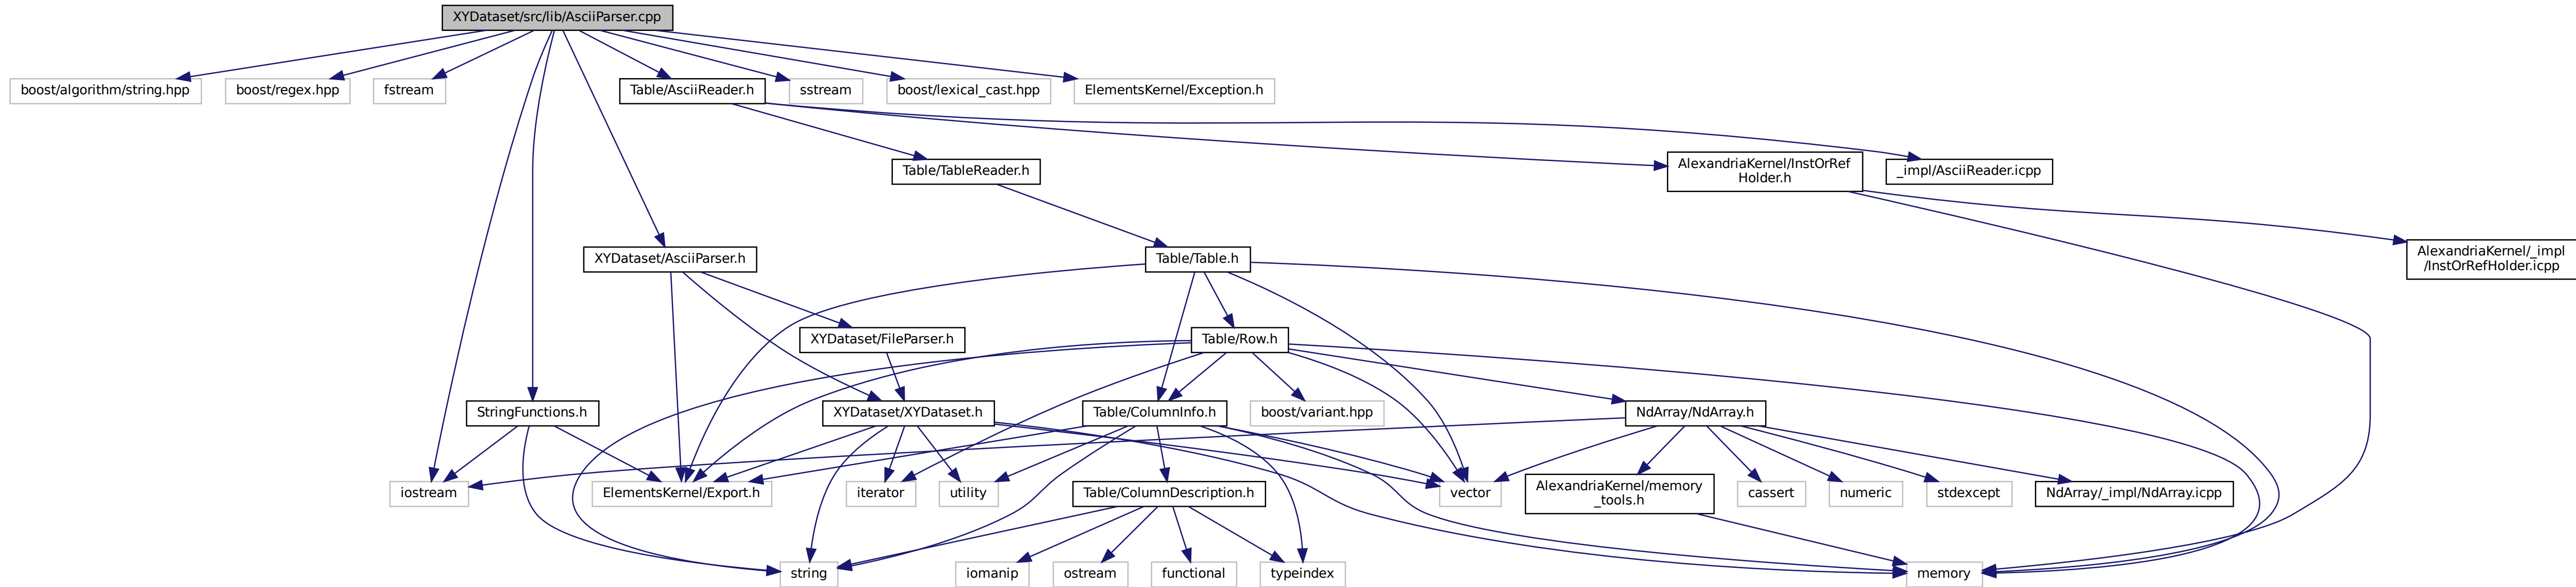 XYDataset/src/lib/AsciiParser.cpp
boost/algorithm/string.hpp
boost/regex.hpp
fstream
Table/AsciiReader.h
sstream
boost/lexical_cast.hpp
ElementsKernel/Exception.h
Table/TableReader.h
AlexandriaKernel/InstOrRef
Holder.h
_impl/AsciiReader.icpp
XYDataset/AsciiParser.h
Table/Table.h
AlexandriaKernel/_impl
/InstOrRefHolder.icpp
XYDataset/FileParser.h
Table/Row.h
StringFunctions.h
XYDataset/XYDataset.h
Table/ColumnInfo.h
boost/variant.hpp
NdArray/NdArray.h
iostream
ElementsKernel/Export.h
iterator
utility
Table/ColumnDescription.h
vector
AlexandriaKernel/memory
_tools.h
cassert
numeric
stdexcept
NdArray/_impl/NdArray.icpp
string
iomanip
ostream
functional
typeindex
memory